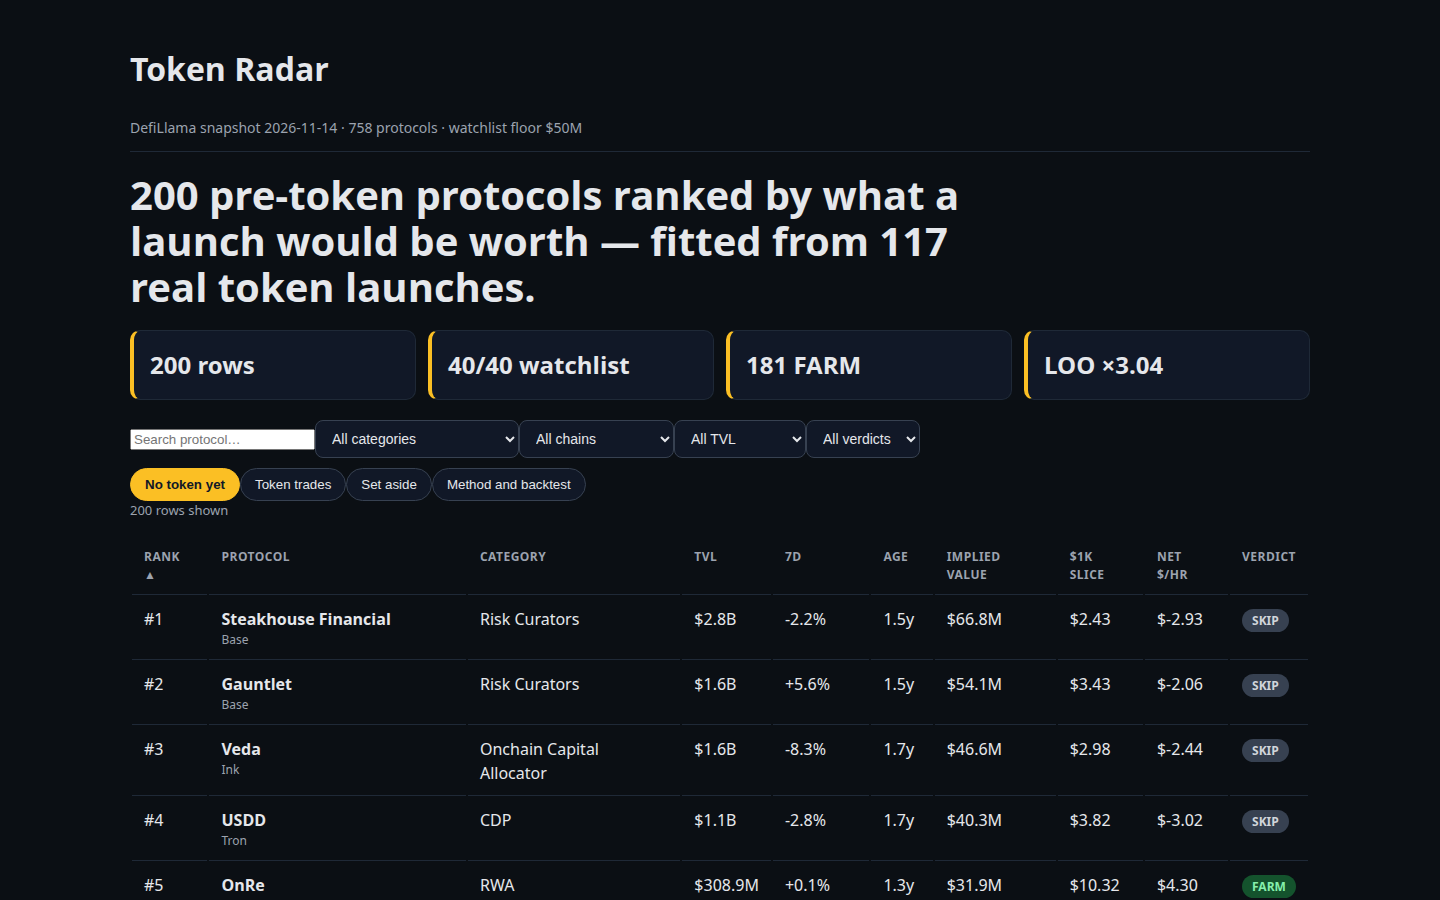 Token Radar
DefiLlama snapshot 2026-11-14 · 758 protocols · watchlist floor $50M
200 pre-token protocols ranked by what a
launch would be worth — fitted from 117
real token launches.
200 rows
40/40 watchlist
181 FARM
LOO ×3.04
Search protocol… All categories All chains All TVL All verdicts
No token yet Token trades Set aside Method and backtest
200 rows shown
RANK ▲ PROTOCOL CATEGORY TVL 7D AGE IMPLIED VALUE $1K SLICE NET $/HR VERDICT
#1 Steakhouse Financial Risk Curators $2.8B -2.2% 1.5y $66.8M $2.43 $-2.93 SKIP
Base
#2 Gauntlet Risk Curators $1.6B +5.6% 1.5y $54.1M $3.43 $-2.06 SKIP
Base
#3 Veda Onchain Capital $1.6B -8.3% 1.7y $46.6M $2.98 $-2.44 SKIP
Ink Allocator
#4 USDD CDP $1.1B -2.8% 1.7y $40.3M $3.82 $-3.02 SKIP
Tron
#5 OnRe RWA $308.9M +0.1% 1.3y $31.9M $10.32 $4.30 FARM